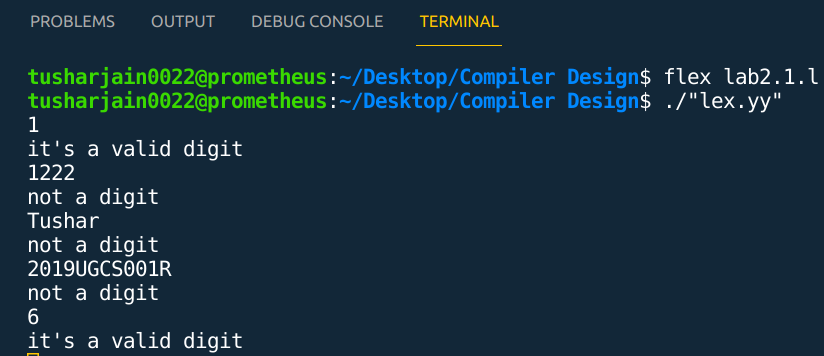 PROBLEMS OUTPUT DEBUG CONSOLE TERMINAL
tusharjain0022@prometheus:~/Desktop/Compiler Design$ flex lab2.1.l
tusharjain0022@prometheus:~/Desktop/Compiler Design$ ./"lex.yy"
1
it's a valid digit
1222
not a digit
Tushar
not a digit
2019UGCS001R
not a digit
6
it's a valid digit